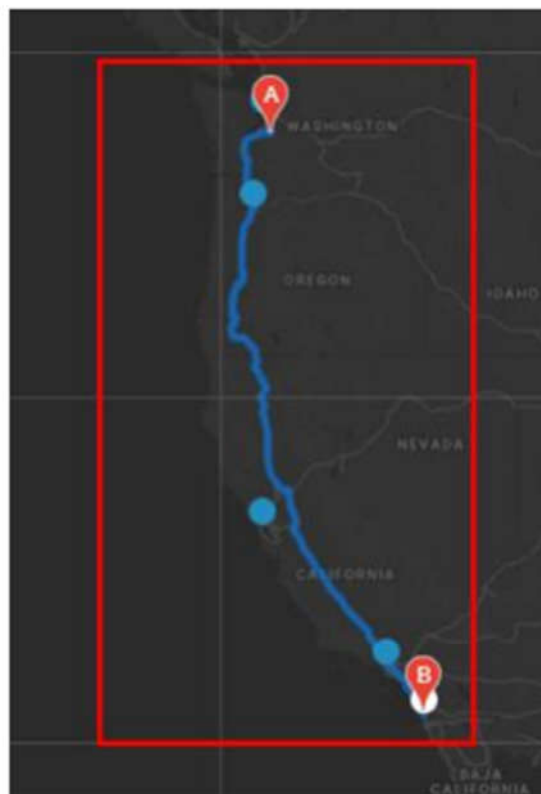 A
WASHINGTON
OREGON
IDAHO
NEVADA
CALIFORNIA
B
BAJA
CALIFORNIA